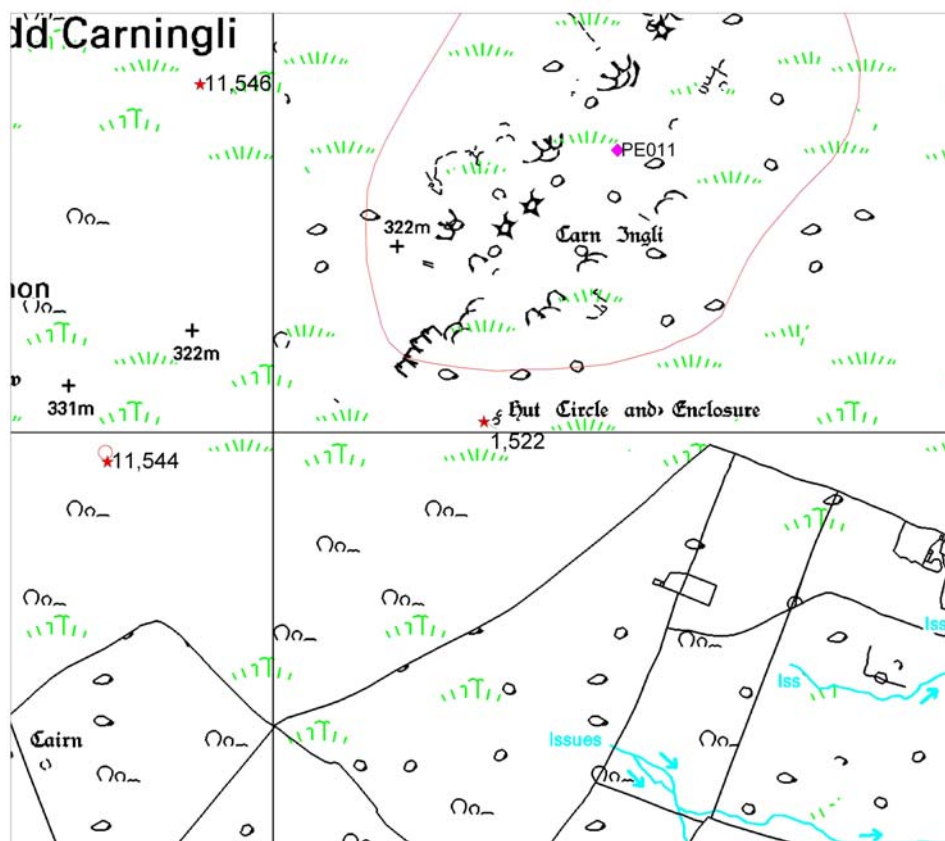 dd Carningli
11,546
PE011
322m
Carn Ingli
non
322m
331m
Hut Circle and Enclosure
1,522
11,544
Iss
Iss
Issues
Cairn